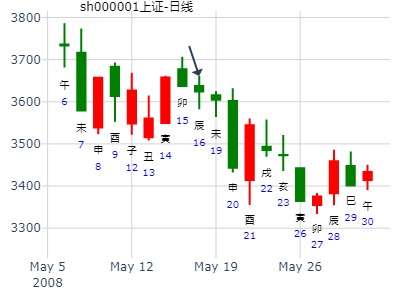 sh000001上证-日线
3800
3700
3600
3500
3400
3300
午
6
未
7
申
8
酉
9
子
12
丑
13
寅
14
卯
15
辰
16
未
19
申
20
酉
21
戌
22
亥
23
寅
26
卯
27
辰
28
巳
29
午
30
May 5
2008
May 12
May 19
May 26